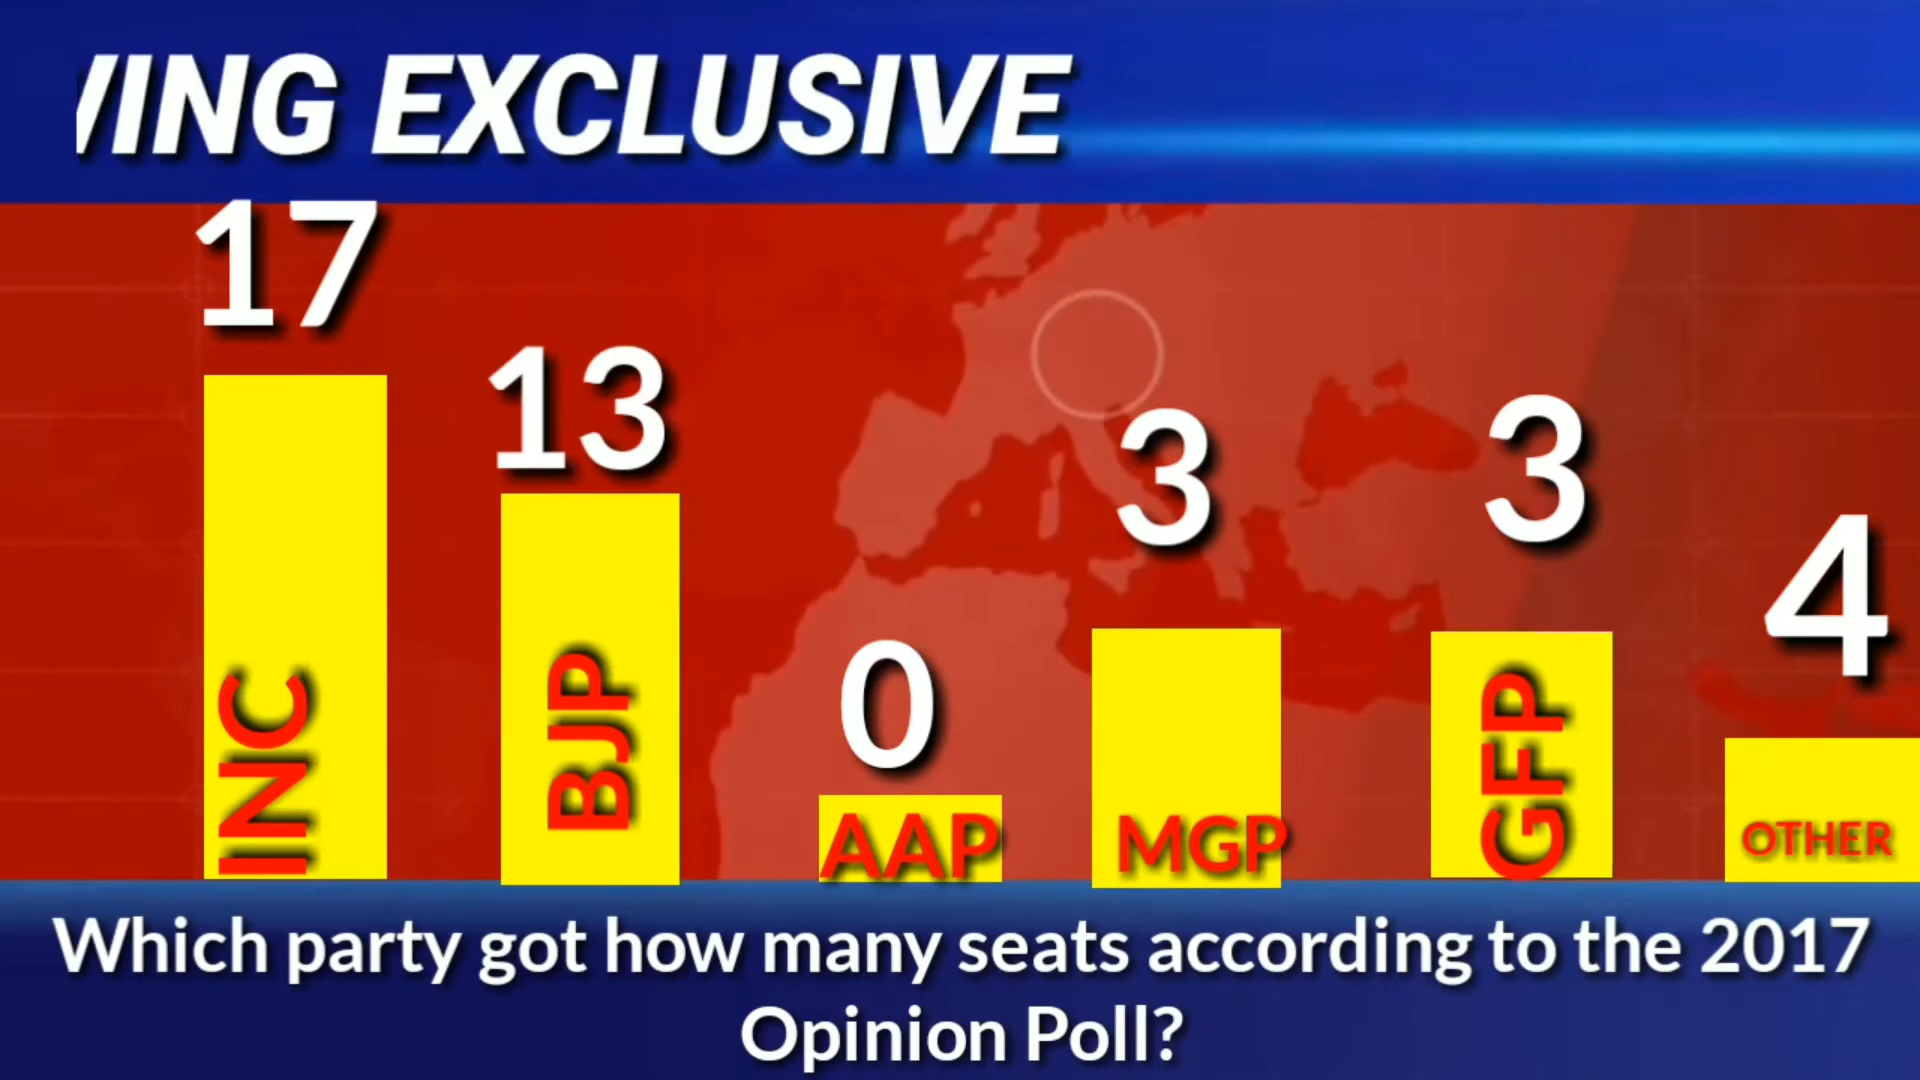 VING EXCLUSIVE
17
13
0
3
3
4
INC
BJP
AAP
MGP
GFP
OTHER
Which party got how many seats according to the 2017
Opinion Poll?